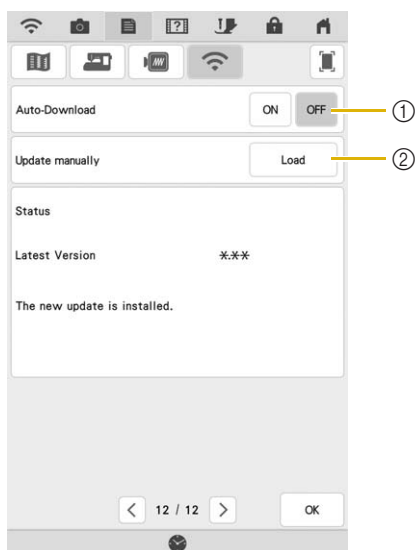 Auto-Download ON OFF ①
Update manually Load ②
Status
Latest Version *.**
The new update is installed.
< 12 / 12 > OK